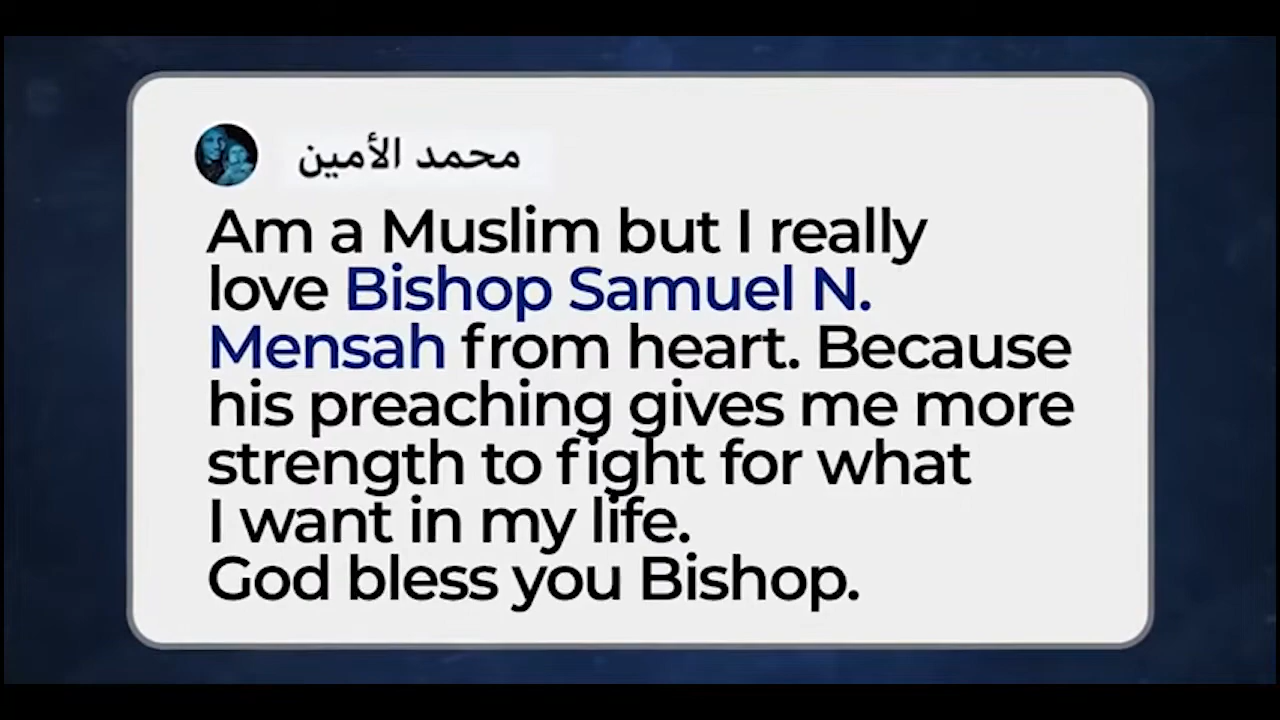 محمد الأمين
Am a Muslim but I really
love Bishop Samuel N.
Mensah from heart. Because
his preaching gives me more
strength to fight for what
I want in my life.
God bless you Bishop.